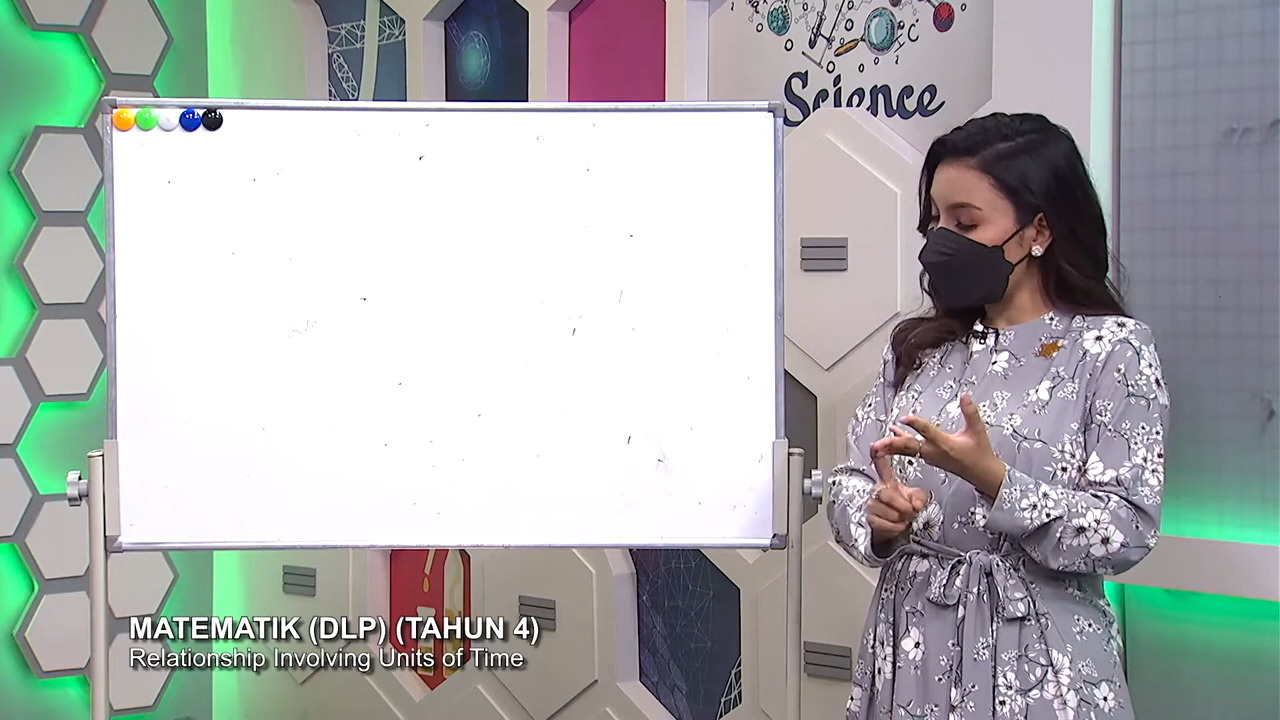 Science
MATEMATIK (DLP) (TAHUN 4)
Relationship Involving Units of Time